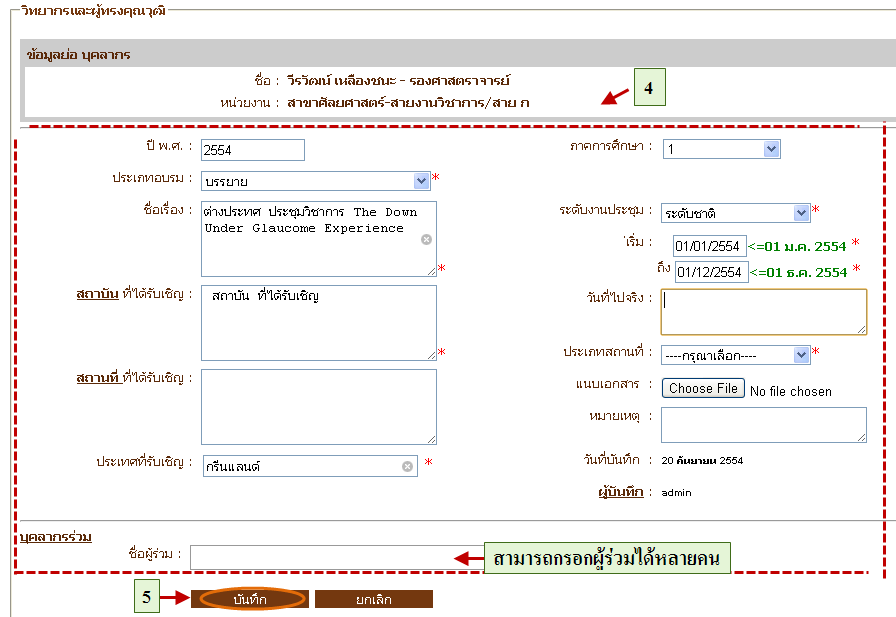 วิทยากรและผู้ทรงคุณวุฒิ
ข้อมูลย่อ บุคลากร
ชื่อ : วีรวัฒน์ เหลืองชนะ - รองศาสตราจารย์
หน่วยงาน : สาขาศัลยศาสตร์-สายงานวิชาการ/สาย ก
4
ปี พ.ศ. : 2554 ภาคการศึกษา : 1
ประเภทอบรม : บรรยาย *
ชื่อเรื่อง : ต่างประเทศ ประชุมวิชาการ The Down
Under Glaucome Experience *
ระดับงานประชุม : ระดับชาติ *
เริ่ม : 01/01/2554 <=01 ม.ค. 2554 *
ถึง 01/12/2554 <=01 ธ.ค. 2554 *
สถาบัน ที่ได้รับเชิญ : สถาบัน ที่ได้รับเชิญ *
วันที่ไปจริง :
ประเภทสถานที่ : ----กรุณาเลือก---- *
สถานที่ ที่ได้รับเชิญ :
แนบเอกสาร : Choose File No file chosen
หมายเหตุ :
ประเทศที่รับเชิญ : กรีนแลนด์ *
วันที่บันทึก : 20 กันยายน 2554
ผู้บันทึก : admin
บุคลากรร่วม
ชื่อผู้ร่วม :
สามารถกรอกผู้ร่วมได้หลายคน
5
บันทึก ยกเลิก